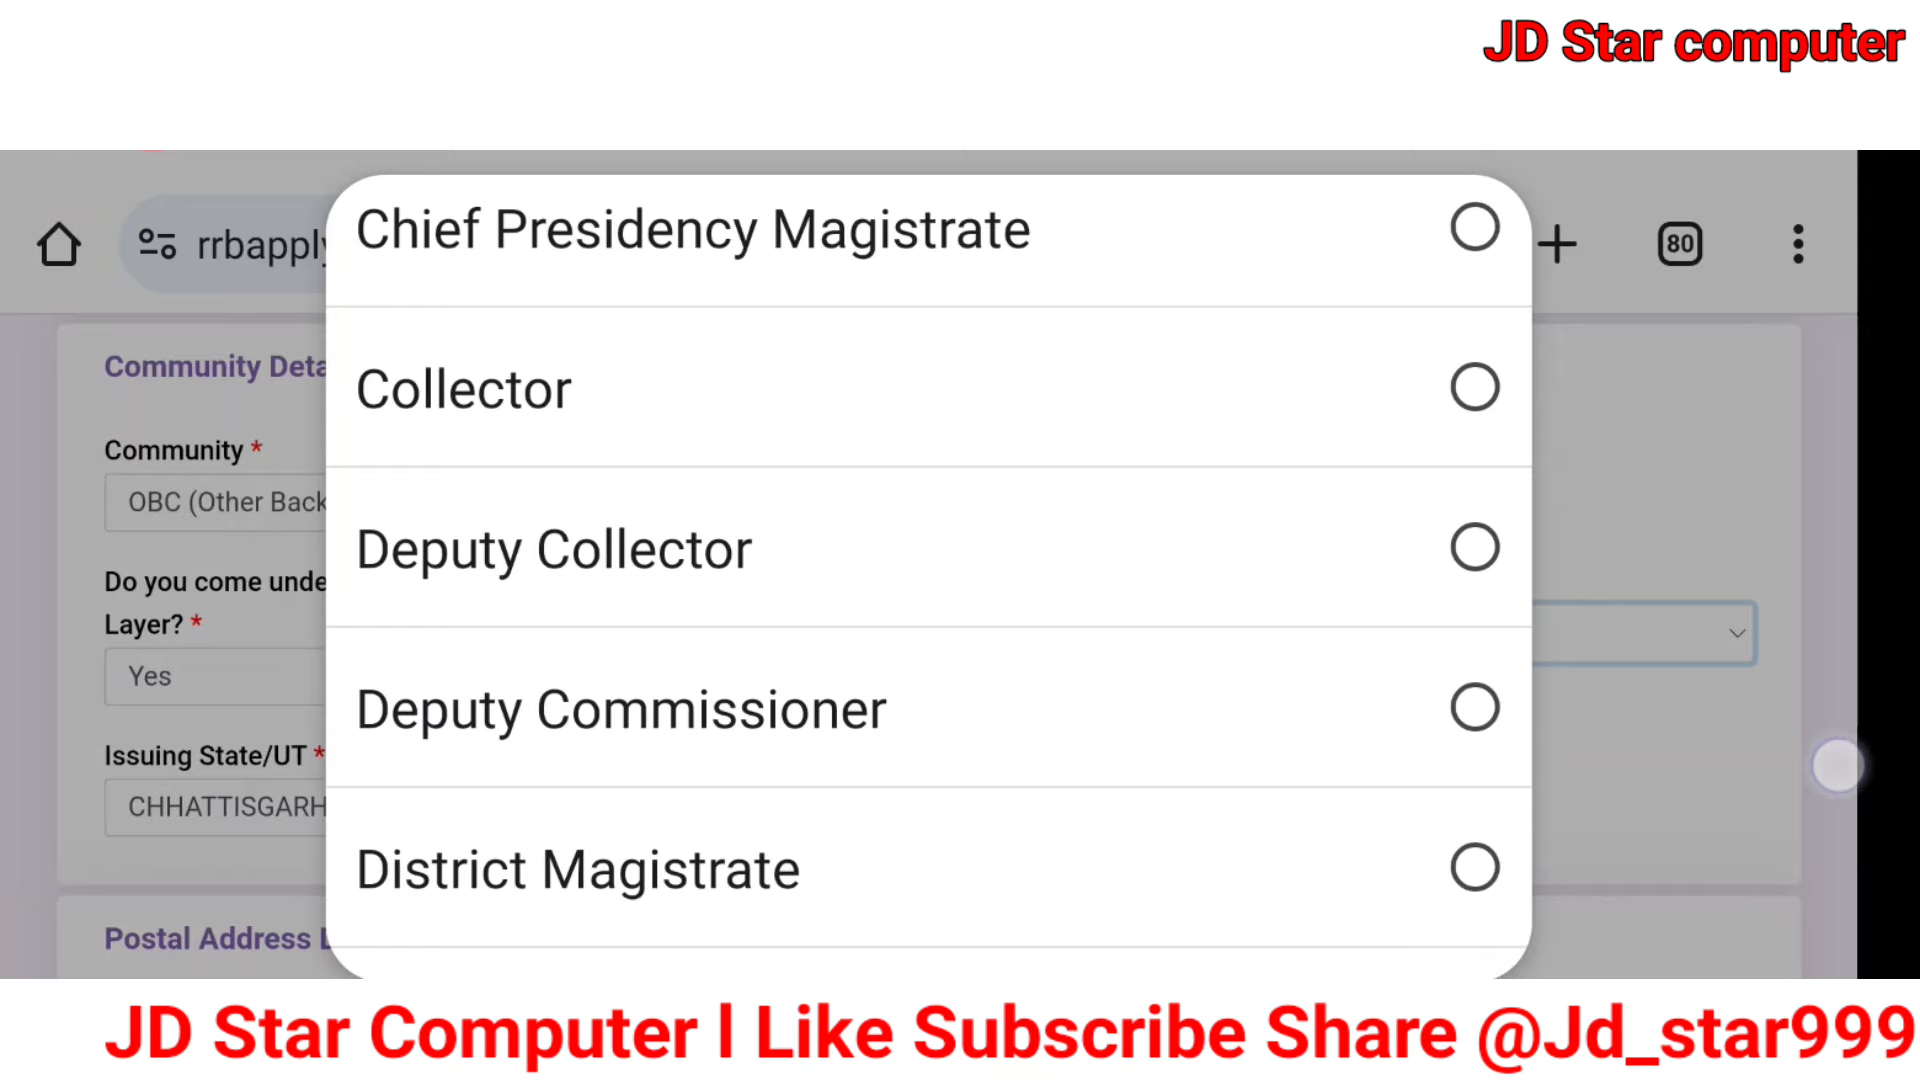 JD Star computer
rrbapply
80
Chief Presidency Magistrate
Collector
Deputy Collector
Deputy Commissioner
District Magistrate
Community Deta
Community *
OBC (Other Back
Do you come unde
Layer? *
Yes
Issuing State/UT *
CHHATTISGARH
Postal Address
JD Star Computer l Like Subscribe Share @Jd_star999